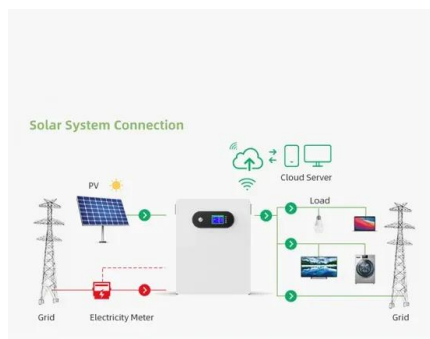 Solar System Connection
PV
Cloud Server
Load
Grid
Electricity Meter
Grid